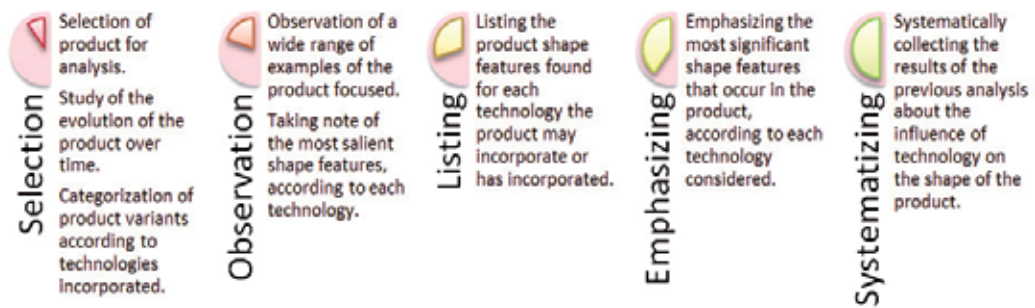 Selection
Selection of
product for
analysis.
Study of the
evolution of the
product over
time.
Categorization of
product variants
according to
technologies
incorporated.
Observation
Observation of a
wide range of
examples of the
product focused.
Taking note of
the most salient
shape features,
according to each
technology.
Listing
Listing the
product shape
features found
for each
technology the
product may
incorporate or
has incorporated.
Emphasizing
Emphasizing the
most significant
shape features
that occur in the
product,
according to each
technology
considered.
Systematizing
Systematically
collecting the
results of the
previous analysis
about the
influence of
technology on
the shape of the
product.